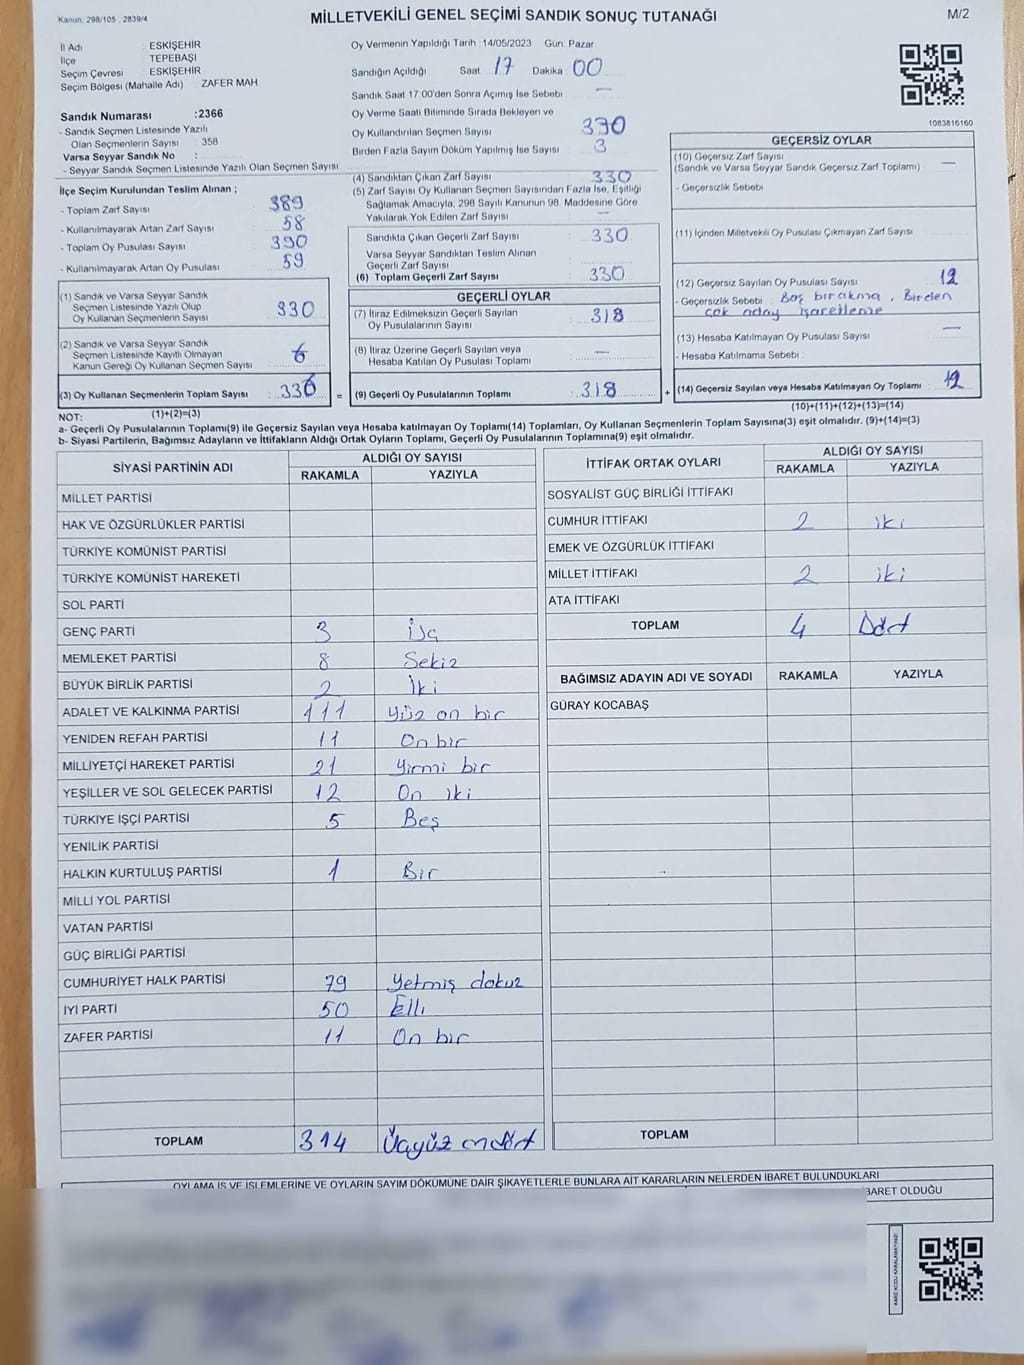 Kanun, 298/105 , 2839/4
MİLLETVEKİLİ GENEL SEÇİMİ SANDIK SONUÇ TUTANAĞI
M/2
İl Adı : ESKİŞEHİR
İlçe : TEPEBAŞI
Seçim Çevresi : ESKİŞEHİR
Seçim Bölgesi (Mahalle Adı) ZAFER MAH
Sandık Numarası :2366
- Sandık Seçmen Listesinde Yazılı
Olan Seçmenlerin Sayısı : 358
Varsa Seyyar Sandık No :
- Seyyar Sandık Seçmen Listesinde Yazılı Olan Seçmen Sayısı:
İlçe Seçim Kurulundan Teslim Alınan ;
- Toplam Zarf Sayısı : 389
- Kullanılmayarak Artan Zarf Sayısı : 58
- Toplam Oy Pusulası Sayısı : 390
- Kullanılmayarak Artan Oy Pusulası : 59
(1) Sandık ve Varsa Seyyar Sandık
Seçmen Listesinde Yazılı Olup
Oy Kullanan Seçmenlerin Sayısı : 330
(2) Sandık ve Varsa Seyyar Sandık
Seçmen Listesinde Kayıtlı Olmayan
Kanun Gereği Oy Kullanan Seçmen Sayısı :
(3) Oy Kullanan Seçmenlerin Toplam Sayısı : 330
(1)+(2)=(3)
Oy Vermenin Yapıldığı Tarih : 14/05/2023 Gün: Pazar
Sandığın Açıldığı Saat 17 Dakika 00
Sandık Saat 17.00'den Sonra Açımış İse Sebebi : —
Oy Verme Saati Bitiminde Sırada Bekleyen ve
Oy Kullandırılan Seçmen Sayısı : 330
Birden Fazla Sayım Döküm Yapılmış İse Sayısı : 3
(4) Sandıktan Çıkan Zarf Sayısı : 330
(5) Zarf Sayısı Oy Kullanan Seçmen Sayısından Fazla İse, Eşitliği
Sağlamak Amacıyla, 298 Sayılı Kanunun 98. Maddesine Göre
Yakılarak Yok Edilen Zarf Sayısı : —
Sandıkta Çıkan Geçerli Zarf Sayısı : 330
Varsa Seyyar Sandıktan Teslim Alınan
Geçerli Zarf Sayısı :
(6) Toplam Geçerli Zarf Sayısı : 330
GEÇERLİ OYLAR
(7) İtiraz Edilmeksizin Geçerli Sayılan
Oy Pusulalarının Sayısı : 318
(8) İtiraz Üzerine Geçerli Sayılan veya
Hesaba Katılan Oy Pusulası Toplamı : —
= (9) Geçerli Oy Pusulalarının Toplamı : 318
1083816160
GEÇERSİZ OYLAR
(10) Geçersiz Zarf Sayısı
(Sandık ve Varsa Seyyar Sandık Geçersiz Zarf Toplamı) : —
- Geçersizlik Sebebi :
(11) İçinden Milletvekili Oy Pusulası Çıkmayan Zarf Sayısı :
(12) Geçersiz Sayılan Oy Pusulası Sayısı : 12
- Geçersizlik Sebebi : Boş bırakma, Birden
çok aday işaretleme
(13) Hesaba Katılmayan Oy Pusulası Sayısı : —
- Hesaba Katılmama Sebebi :
+ (14) Geçersiz Sayılan veya Hesaba Katılmayan Oy Toplamı : 12
(10)+(11)+(12)+(13)=(14)
NOT:
a- Geçerli Oy Pusulalarının Toplamı(9) ile Geçersiz Sayılan veya Hesaba katılmayan Oy Toplamı(14) Toplamları, Oy Kullanan Seçmenlerin Toplam Sayısına(3) eşit olmalıdır. (9)+(14)=(3)
b- Siyasi Partilerin, Bağımsız Adayların ve İttifakların Aldığı Ortak Oyların Toplamı, Geçerli Oy Pusulalarının Toplamına(9) eşit olmalıdır.
SİYASİ PARTİNİN ADI
ALDIĞI OY SAYISI
RAKAMLA YAZIYLA
MİLLET PARTİSİ
HAK VE ÖZGÜRLÜKLER PARTİSİ
TÜRKİYE KOMÜNİST PARTİSİ
TÜRKİYE KOMÜNİST HAREKETİ
SOL PARTİ
GENÇ PARTİ 3 Üç
MEMLEKET PARTİSİ 8 Sekiz
BÜYÜK BİRLİK PARTİSİ 2 İki
ADALET VE KALKINMA PARTİSİ 111 Yüz on bir
YENİDEN REFAH PARTİSİ 11 On bir
MİLLİYETÇİ HAREKET PARTİSİ 21 Yirmi bir
YEŞİLLER VE SOL GELECEK PARTİSİ 12 On iki
TÜRKİYE İŞÇİ PARTİSİ 5 Beş
YENİLİK PARTİSİ
HALKIN KURTULUŞ PARTİSİ 1 Bir
MİLLİ YOL PARTİSİ
VATAN PARTİSİ
GÜÇ BİRLİĞİ PARTİSİ
CUMHURİYET HALK PARTİSİ 79 Yetmiş dokuz
İYİ PARTİ 50 Elli
ZAFER PARTİSİ 11 On bir
TOPLAM 314 Üçyüz ondört
İTTİFAK ORTAK OYLARI
ALDIĞI OY SAYISI
RAKAMLA YAZIYLA
SOSYALİST GÜÇ BİRLİĞİ İTTİFAKI
CUMHUR İTTİFAKI 2 iki
EMEK VE ÖZGÜRLÜK İTTİFAKI
MİLLET İTTİFAKI 2 iki
ATA İTTİFAKI
TOPLAM 4 Dört
BAĞIMSIZ ADAYIN ADI VE SOYADI RAKAMLA YAZIYLA
GÜRAY KOCABAŞ
TOPLAM
OYLAMA İŞ VE İŞLEMLERİNE VE OYLARIN SAYIM DÖKÜMÜNE DAİR ŞİKAYETLERLE BUNLARA AİT KARARLARIN NELERDEN İBARET BULUNDUKLARI
BARET OLDUĞU